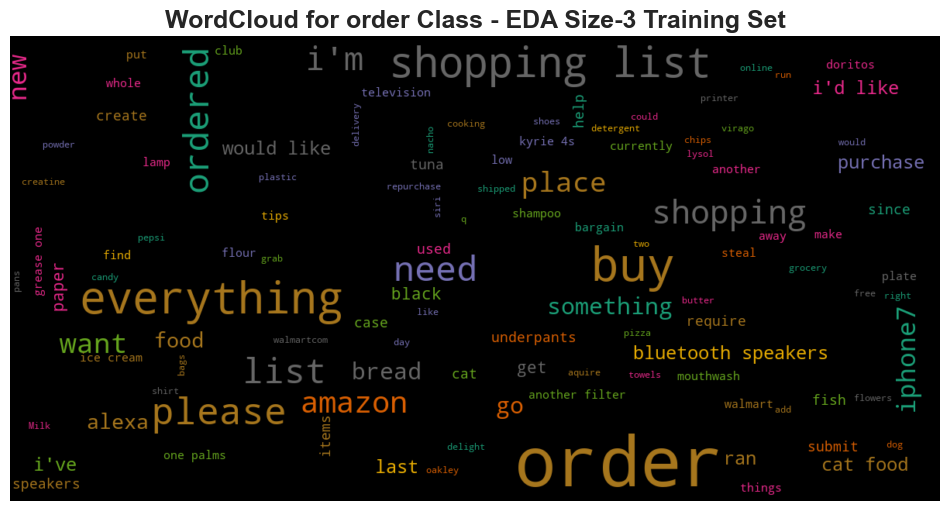 WordCloud for order Class - EDA Size-3 Training Set
new
put
club
i'm
shopping list
online
run
doritos
i'd like
whole
ordered
television
printer
create
delivery
nacho
cooking
shoes
help
detergent
could
virago
powder
would like
kyrie 4s
currently
chips
lysol
would
purchase
lamp
tuna
low
another
creatine
plastic
repurchase
shipped
place
siri
tips
q
shampoo
bargain
shopping
since
pepsi
away
make
grease one
find
flour
grab
used
need
two
steal
buy
grocery
pans
paper
candy
everything
black
like
something
butter
plate
free
right
case
require
iphone7
want
food
walmartcom
day
underpants
pizza
bluetooth speakers
ice cream
bags
list
bread
cat
get
aquire
towels
mouthwash
shirt
another filter
please
amazon
go
walmart
add
fish
flowers
Milk
alexa
items
order
delight
submit
dog
i've
one palms
last
oakley
ran
cat food
speakers
things